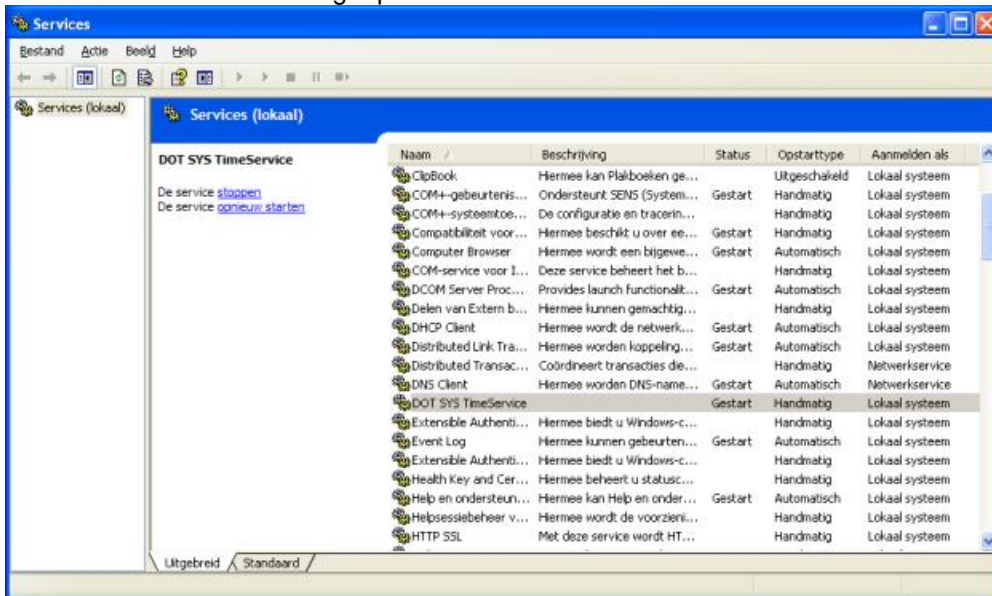 Services
Bestand Actie Beeld Help
Services (lokaal)
Services (lokaal)
DOT SYS TimeService
De service stoppen
De service opnieuw starten
Naam Beschrijving Status Opstarttype Aanmelden als
ClipBook Hiermee kan Plakboeken ge... Uitgeschakeld Lokaal systeem
COM+-gebeurtenis... Ondersteunt SENS (System... Gestart Handmatig Lokaal systeem
COM+-systeemtoe... De configuratie en tracerin... Handmatig Lokaal systeem
Compatibiliteit voor... Hiermee beschikt u over ee... Gestart Handmatig Lokaal systeem
Computer Browser Hiermee wordt een bijgewe... Gestart Automatisch Lokaal systeem
COM-service voor I... Deze service beheert het b... Handmatig Lokaal systeem
DCOM Server Proc... Provides launch functionalit... Gestart Automatisch Lokaal systeem
Delen van Extern b... Hiermee kunnen gemachtig... Handmatig Lokaal systeem
DHCP Client Hiermee wordt de netwerk... Gestart Automatisch Lokaal systeem
Distributed Link Tra... Hiermee worden koppeling... Gestart Automatisch Lokaal systeem
Distributed Transac... Coördineert transacties die... Handmatig Netwerkservice
DNS Client Hiermee worden DNS-name... Gestart Automatisch Netwerkservice
DOT SYS TimeService Gestart Handmatig Lokaal systeem
Extensible Authenti... Hiermee biedt u Windows-c... Handmatig Lokaal systeem
Event Log Hiermee kunnen gebeurten... Gestart Automatisch Lokaal systeem
Extensible Authenti... Hiermee biedt u Windows-c... Handmatig Lokaal systeem
Health Key and Cer... Hiermee beheert u statusc... Handmatig Lokaal systeem
Help en ondersteun... Hiermee kan Help en onder... Gestart Automatisch Lokaal systeem
Helpsessiebeheer v... Hiermee wordt de voorzieni... Handmatig Lokaal systeem
HTTP SSL Met deze service wordt HT... Handmatig Lokaal systeem
Uitgebreid Standaard